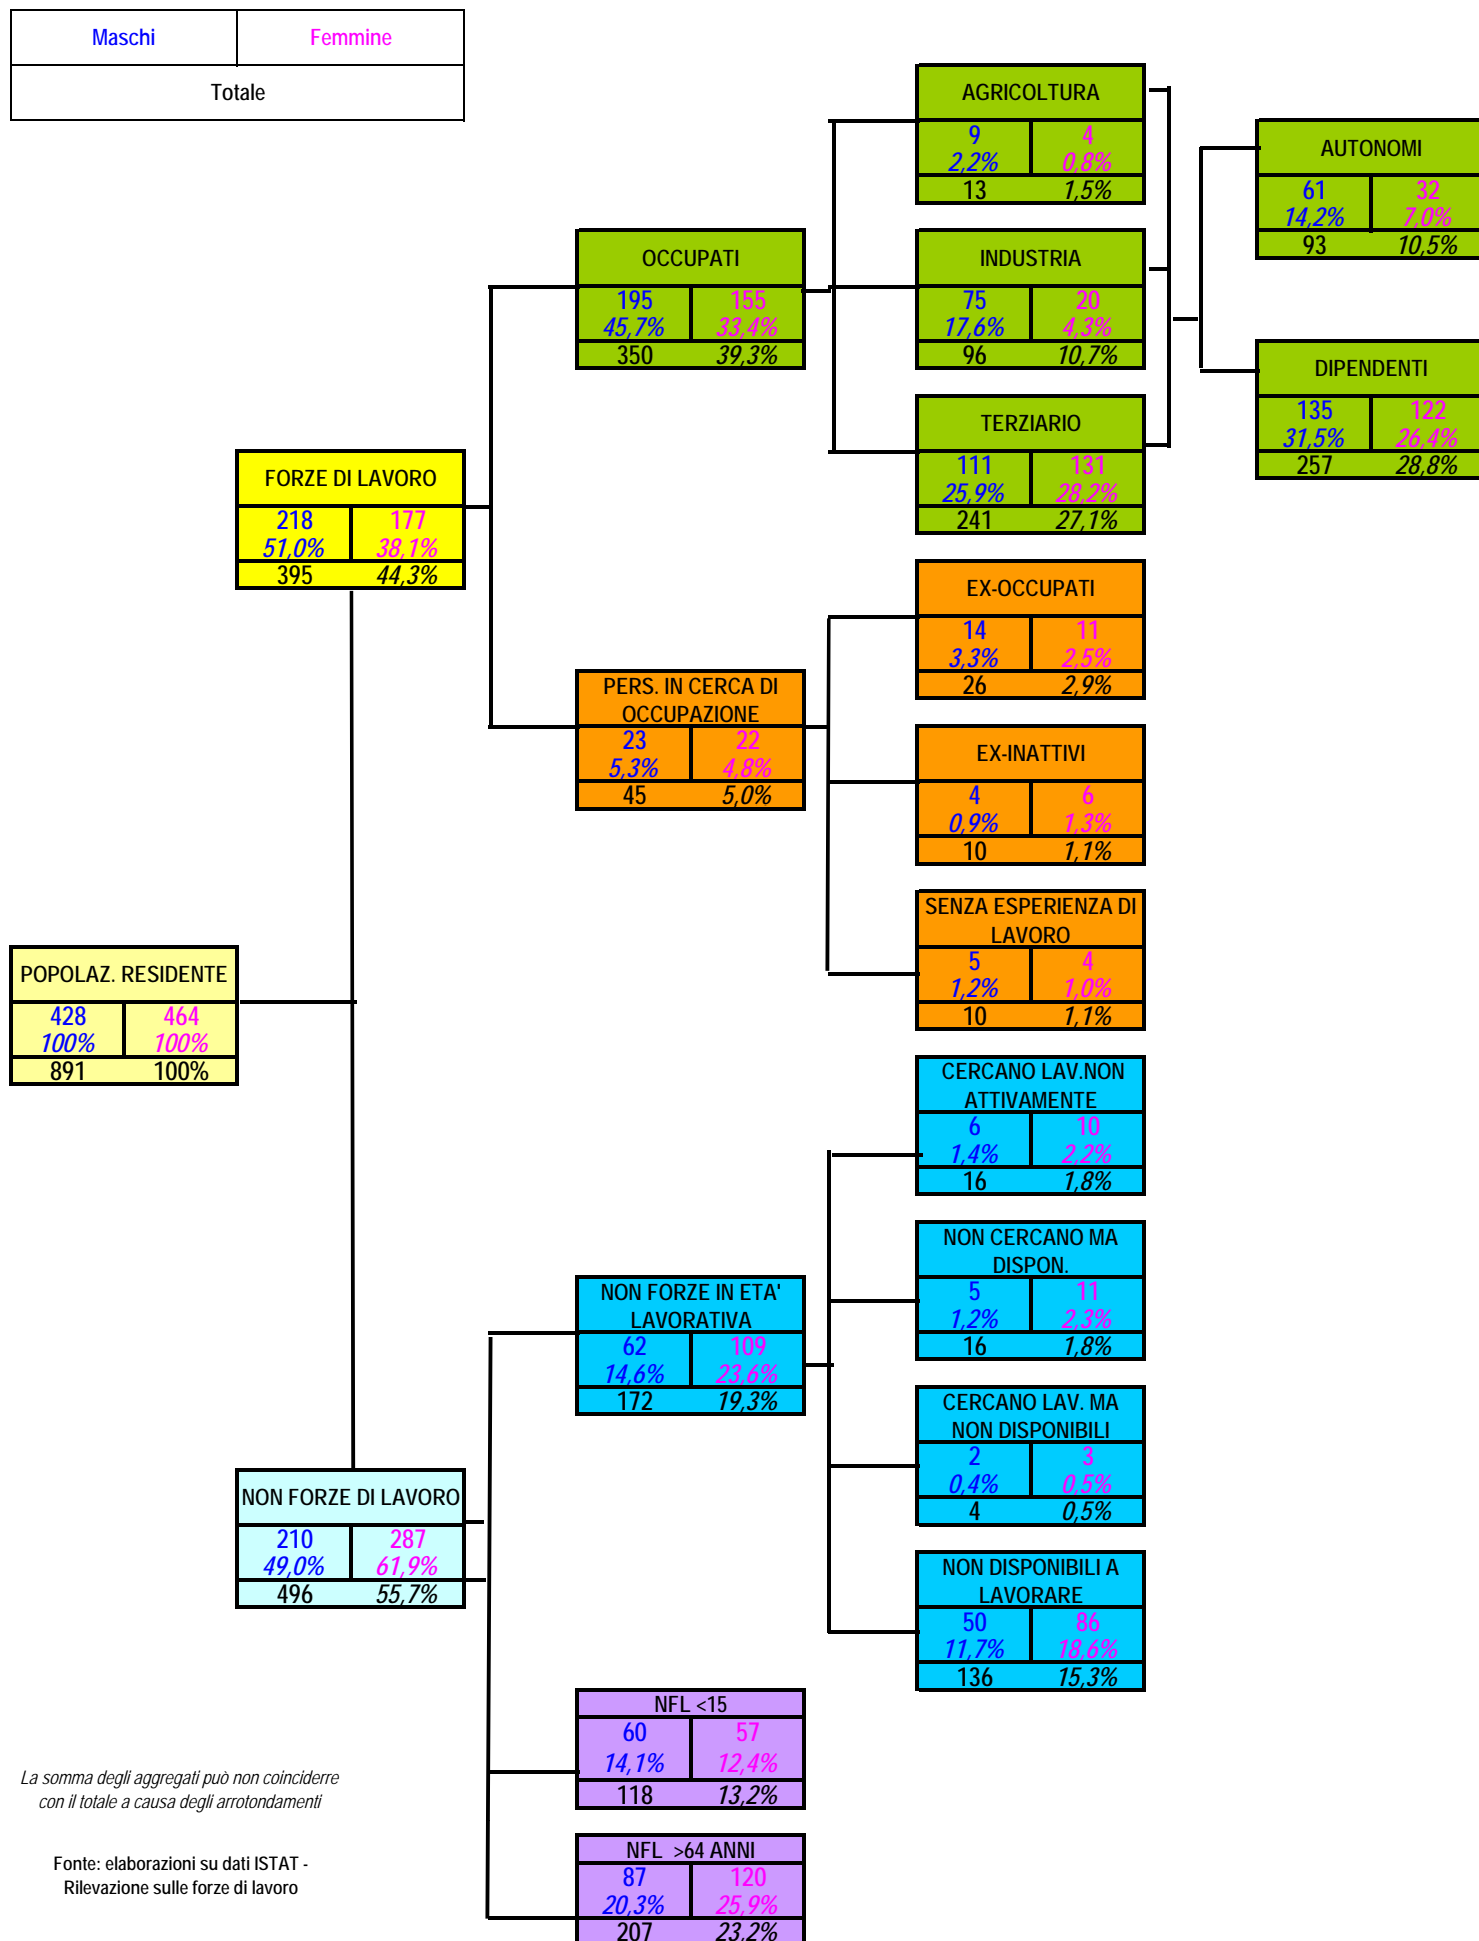 Maschi Femmine
Totale
AGRICOLTURA
9 4
2,2% 0,8%
13 1,5%
AUTONOMI
61 32
14,2% 7,0%
93 10,5%
OCCUPATI
195 155
45,7% 33,4%
350 39,3%
INDUSTRIA
75 20
17,6% 4,3%
96 10,7%
DIPENDENTI
135 122
31,5% 26,4%
257 28,8%
TERZIARIO
111 131
25,9% 28,2%
241 27,1%
FORZE DI LAVORO
218 177
51,0% 38,1%
395 44,3%
EX-OCCUPATI
14 11
3,3% 2,5%
26 2,9%
PERS. IN CERCA DI
OCCUPAZIONE
23 22
5,3% 4,8%
45 5,0%
EX-INATTIVI
4 6
0,9% 1,3%
10 1,1%
SENZA ESPERIENZA DI
LAVORO
5 4
1,2% 1,0%
10 1,1%
POPOLAZ. RESIDENTE
428 464
100% 100%
891 100%
CERCANO LAV.NON
ATTIVAMENTE
6 10
1,4% 2,2%
16 1,8%
NON CERCANO MA
DISPON.
5 11
1,2% 2,3%
16 1,8%
NON FORZE IN ETA'
LAVORATIVA
62 109
14,6% 23,6%
172 19,3%
CERCANO LAV. MA
NON DISPONIBILI
2 3
0,4% 0,5%
4 0,5%
NON FORZE DI LAVORO
210 287
49,0% 61,9%
496 55,7%
NON DISPONIBILI A
LAVORARE
50 86
11,7% 18,6%
136 15,3%
NFL <15
60 57
14,1% 12,4%
118 13,2%
La somma degli aggregati può non coinciderre
con il totale a causa degli arrotondamenti
NFL >64 ANNI
87 120
20,3% 25,9%
207 23,2%
Fonte: elaborazioni su dati ISTAT -
Rilevazione sulle forze di lavoro